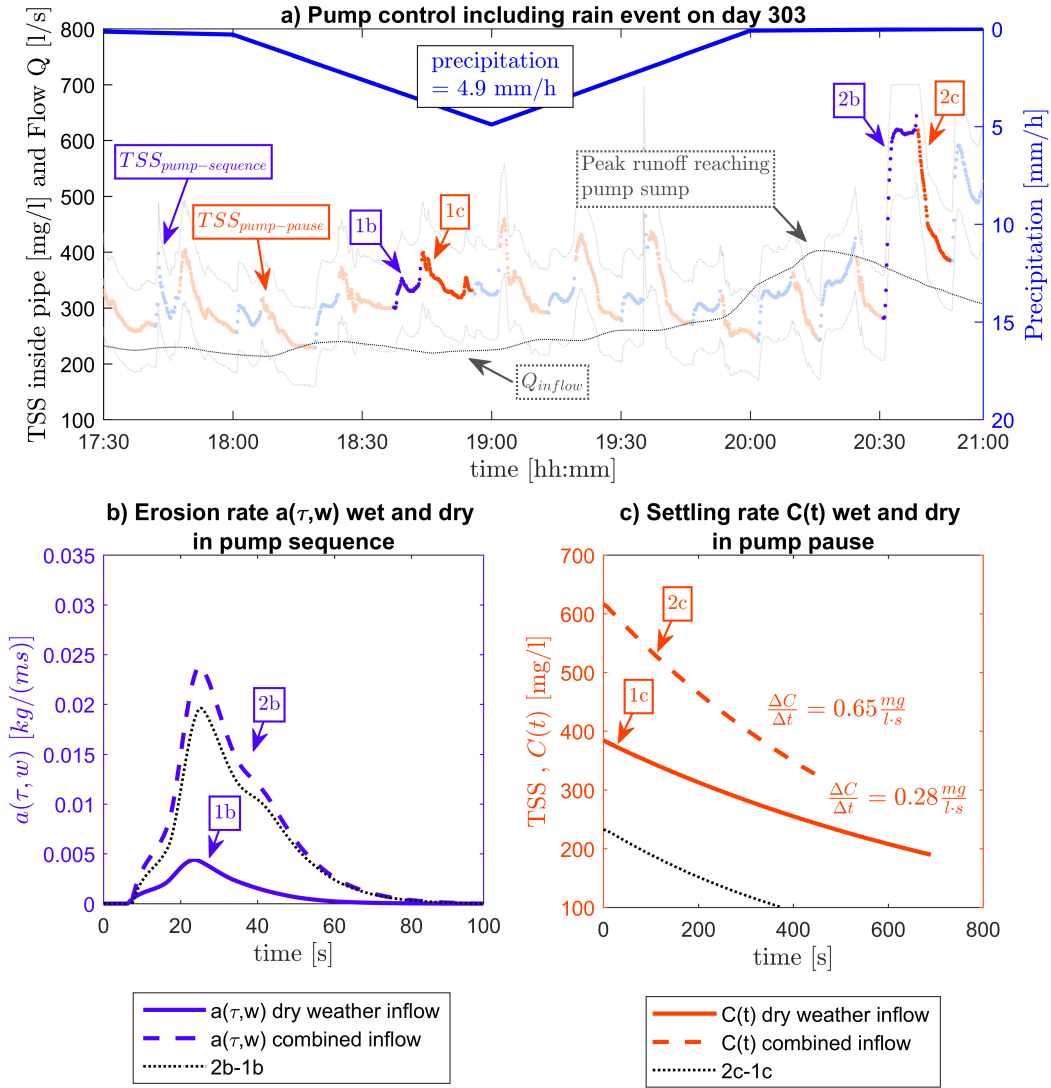 a) Pump control including rain event on day 303
TSS inside pipe [mg/l] and Flow Q [l/s]
800
700
600
500
400
300
200
100
17:30
18:00
18:30
19:00
19:30
20:00
20:30
21:00
time [hh:mm]
0
5
10
15
20
Precipitation [mm/h]
precipitation
= 4.9 mm/h
TSS_{pump-sequence}
TSS_{pump-pause}
1b
1c
Peak runoff reaching
pump sump
2b
2c
Q_{inflow}
b) Erosion rate a(τ,w) wet and dry
in pump sequence
a(τ,w) [kg/(ms)]
0.035
0.03
0.025
0.02
0.015
0.01
0.005
0
0
20
40
60
80
100
time [s]
2b
1b
a(τ,w) dry weather inflow
a(τ,w) combined inflow
2b-1b
c) Settling rate C(t) wet and dry
in pump pause
TSS , C(t) [mg/l]
700
600
500
400
300
200
100
0
200
400
600
800
time [s]
2c
1c
ΔC/Δt = 0.65 mg/l·s
ΔC/Δt = 0.28 mg/l·s
C(t) dry weather inflow
C(t) combined inflow
2c-1c